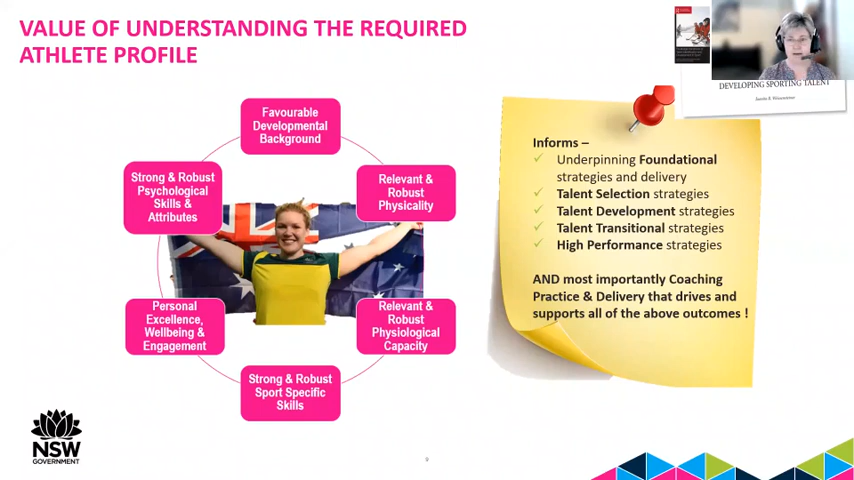 VALUE OF UNDERSTANDING THE REQUIRED
ATHLETE PROFILE
Favourable
Developmental
Background
Strong & Robust
Psychological
Skills &
Attributes
Relevant &
Robust
Physicality
Personal
Excellence,
Wellbeing &
Engagement
Relevant &
Robust
Physiological
Capacity
Strong & Robust
Sport Specific
Skills
DEVELOPING SPORTING TALENT
Informs –
Underpinning Foundational
strategies and delivery
Talent Selection strategies
Talent Development strategies
Talent Transitional strategies
High Performance strategies
AND most importantly Coaching
Practice & Delivery that drives and
supports all of the above outcomes !
NSW
GOVERNMENT
9